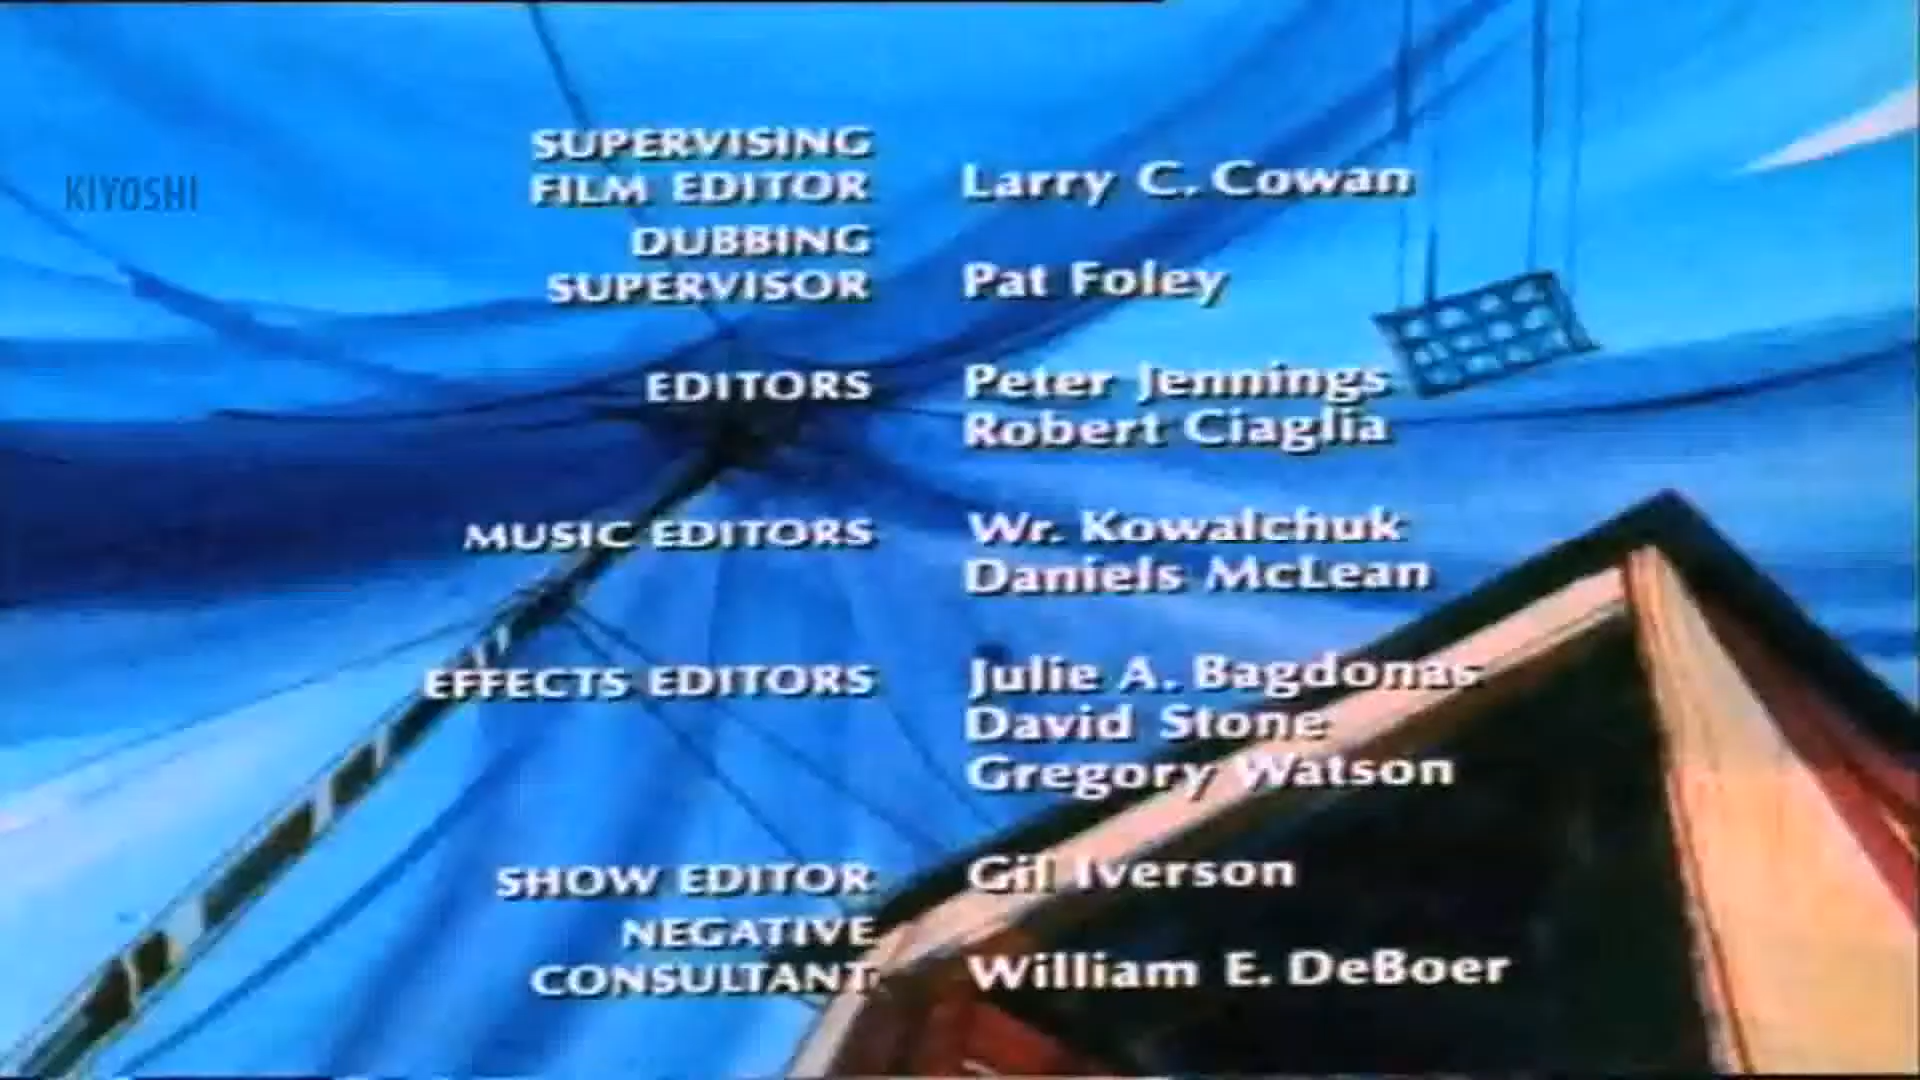 KIYOSHI
SUPERVISING
FILM EDITOR Larry C. Cowan
DUBBING
SUPERVISOR Pat Foley
EDITORS Peter Jennings
Robert Ciaglia
MUSIC EDITORS Wr. Kowalchuk
Daniels McLean
EFFECTS EDITORS Julie A. Bagdonas
David Stone
Gregory Watson
SHOW EDITOR Gil Iverson
NEGATIVE
CONSULTANT William E. DeBoer